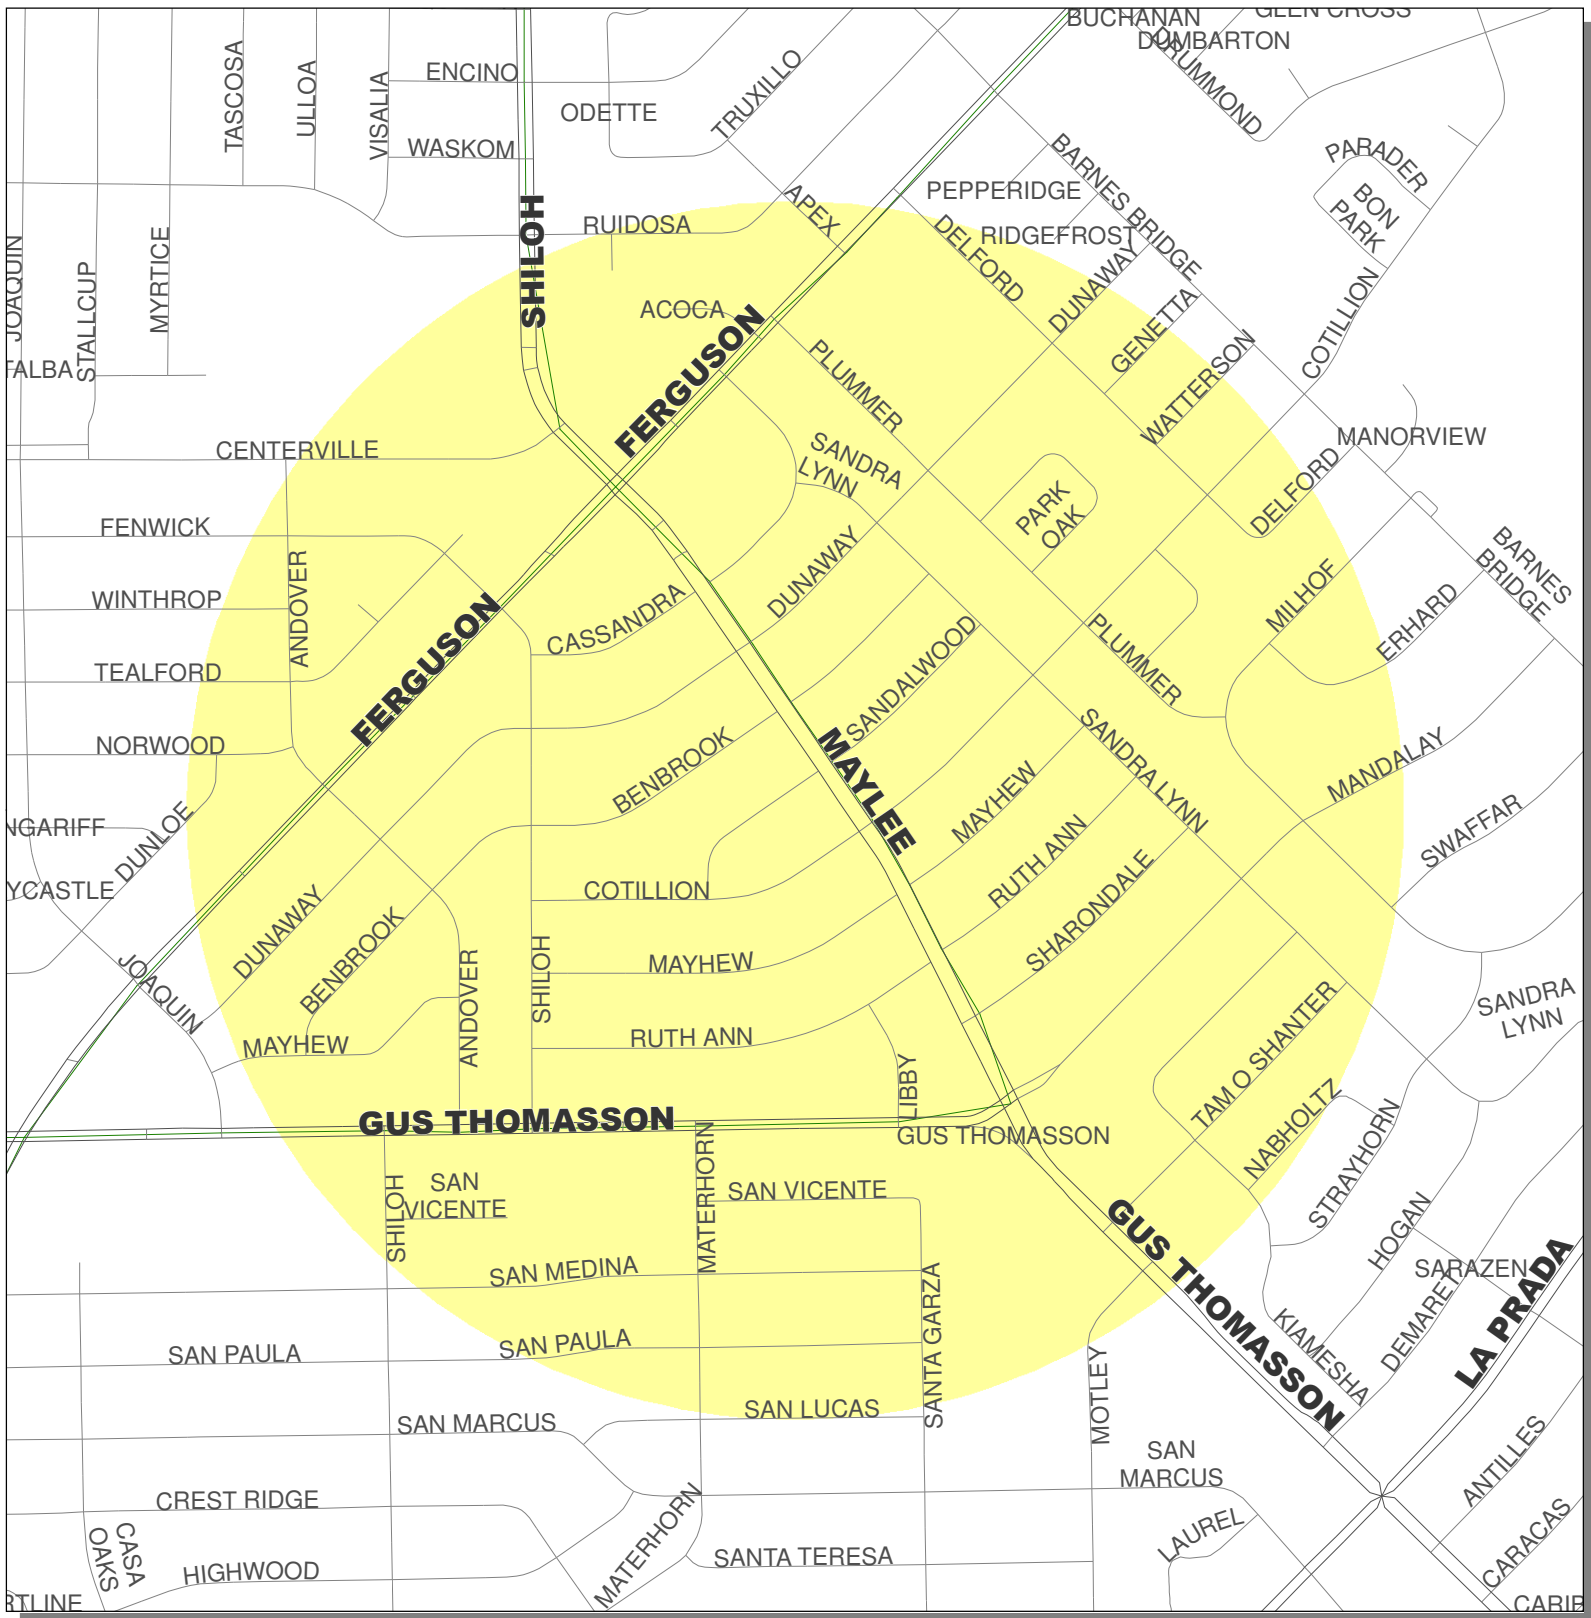 BUCHANAN
GLEN CROSS
DUMBARTON
DRUMMOND
TASCOSA
ULLOA
VISALIA
ENCINO
ODETTE
TRUXILLO
WASKOM
BARNES BRIDGE
PARADER
BON
PARK
PEPPERIDGE
APEX
RUIDOSA
SHILOH
DELFORD
RIDGEFROST
DUNAWAY
GENETTA
WATTERSON
COTILLION
JOAQUIN
STALLCUP
MYRTICE
TALBA
ACOCA
FERGUSON
PLUMMER
SANDRA
LYNN
CENTERVILLE
MANORVIEW
DELFORD
PARK
OAK
FENWICK
ANDOVER
WINTHROP
TEALFORD
NORWOOD
FERGUSON
CASSANDRA
DUNAWAY
SANDALWOOD
PLUMMER
MILHOF
ERHARD
BARNES
BRIDGE
MAYLEE
BENBROOK
SANDRA LYNN
MAYHEW
RUTH ANN
SHARONDALE
MANDALAY
SWAFFAR
NGARIFF
DUNLOE
YCASTLE
COTILLION
DUNAWAY
BENBROOK
ANDOVER
SHILOH
MAYHEW
JOAQUIN
MAYHEW
RUTH ANN
LIBBY
SANDRA
LYNN
TAM O SHANTER
NABHOLTZ
STRAYHORN
GUS THOMASSON
GUS THOMASSON
SHILOH
SAN
VICENTE
MATERHORN
SAN VICENTE
GUS THOMASSON
HOGAN
SARAZEN
DEMARET
LA PRADA
KIAMESHA
SAN MEDINA
SANTA GARZA
SAN PAULA
SAN PAULA
MOTLEY
SAN MARCUS
SAN LUCAS
SAN
MARCUS
ANTILLES
CREST RIDGE
CASA
OAKS
HIGHWOOD
MATERHORN
SANTA TERESA
LAUREL
CARACAS
RTLINE
CARIB